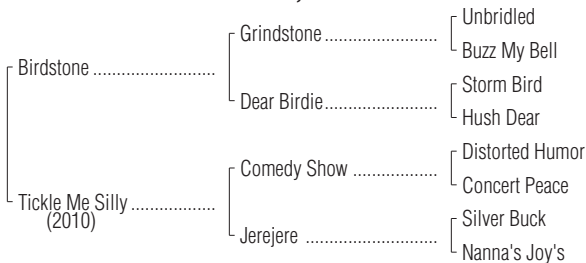 Unbridled
Grindstone ............................
Buzz My Bell
Birdstone ..............................
Storm Bird
Dear Birdie............................
Hush Dear
Distorted Humor
Comedy Show .....................
Concert Peace
Tickle Me Silly .....................
(2010)
Silver Buck
Jerejere .................................
Nanna's Joy's